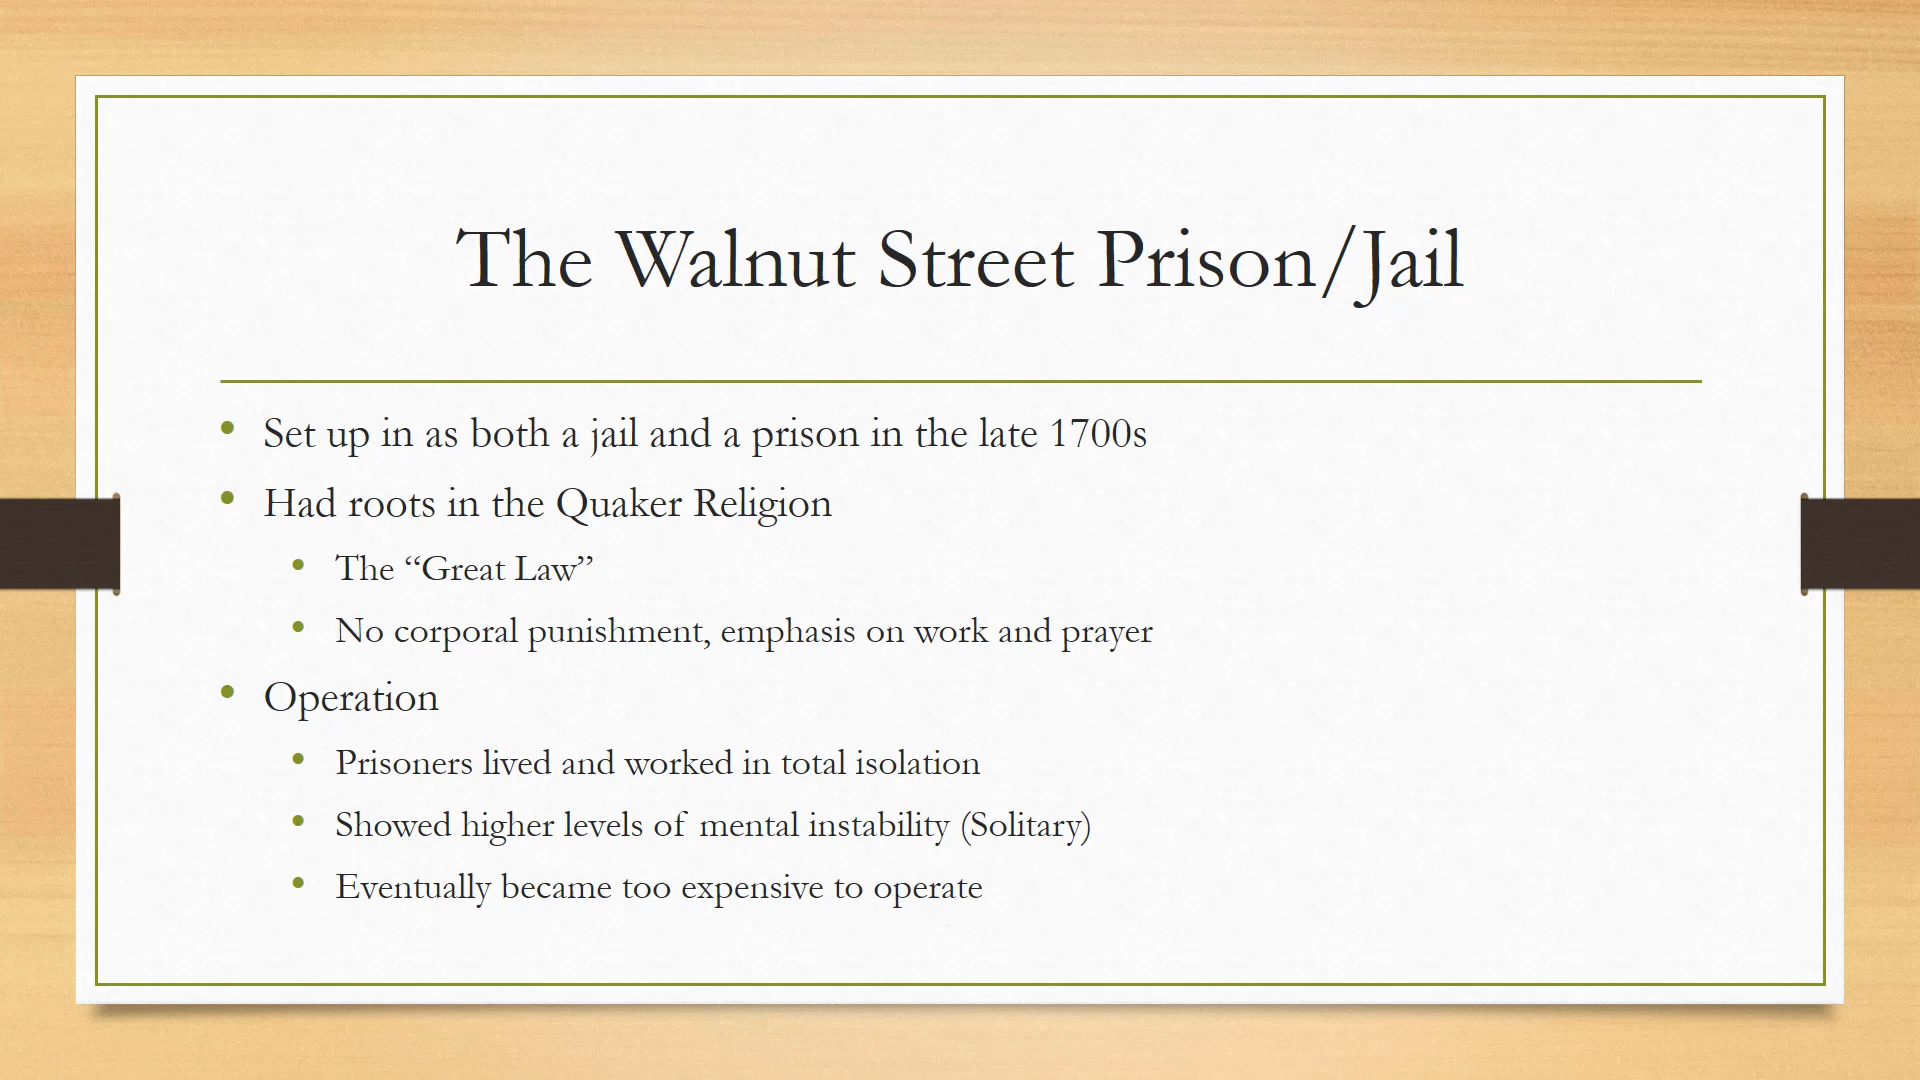 The Walnut Street Prison/Jail
• Set up in as both a jail and a prison in the late 1700s
• Had roots in the Quaker Religion
• The “Great Law”
• No corporal punishment, emphasis on work and prayer
• Operation
• Prisoners lived and worked in total isolation
• Showed higher levels of mental instability (Solitary)
• Eventually became too expensive to operate